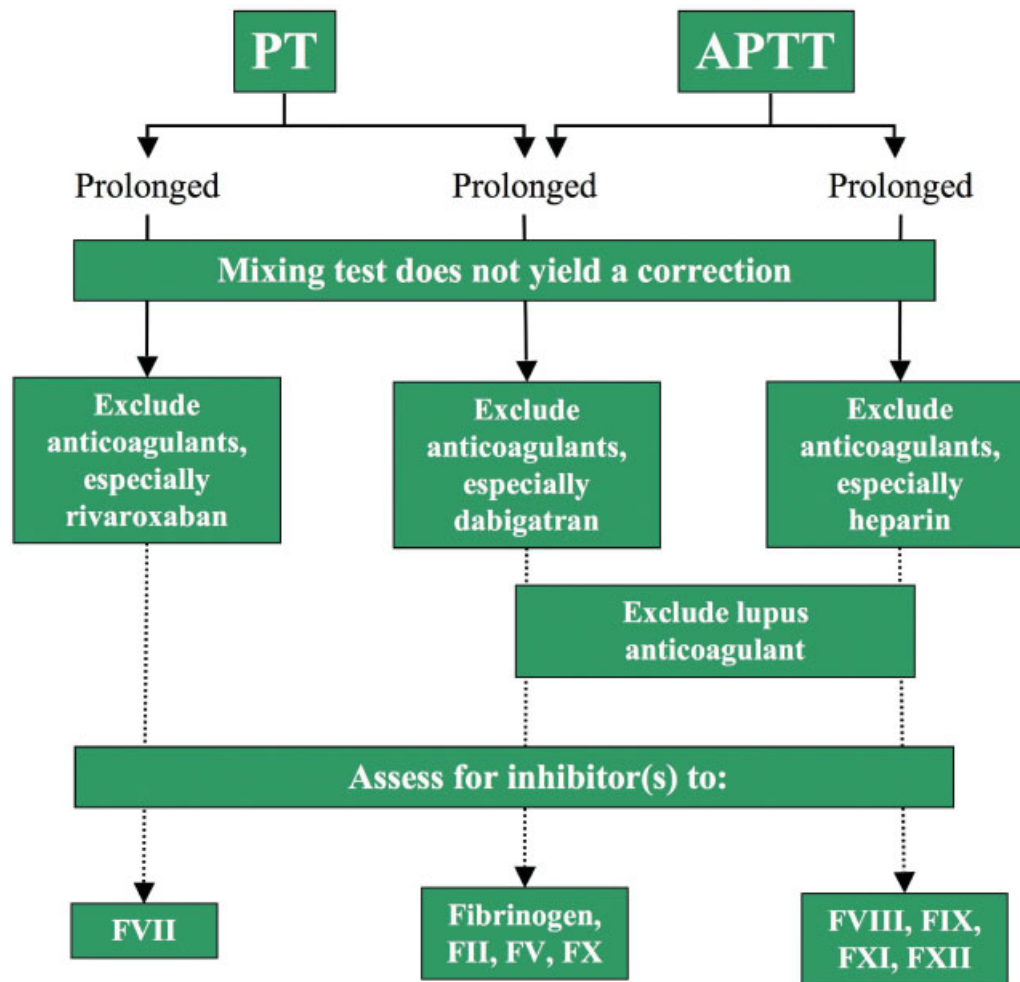 PT
APTT
Prolonged
Prolonged
Prolonged
Mixing test does not yield a correction
Exclude
anticoagulants,
especially
rivaroxaban
Exclude
anticoagulants,
especially
dabigatran
Exclude
anticoagulants,
especially
heparin
Exclude lupus
anticoagulant
Assess for inhibitor(s) to:
FVII
Fibrinogen,
FII, FV, FX
FVIII, FIX,
FXI, FXII